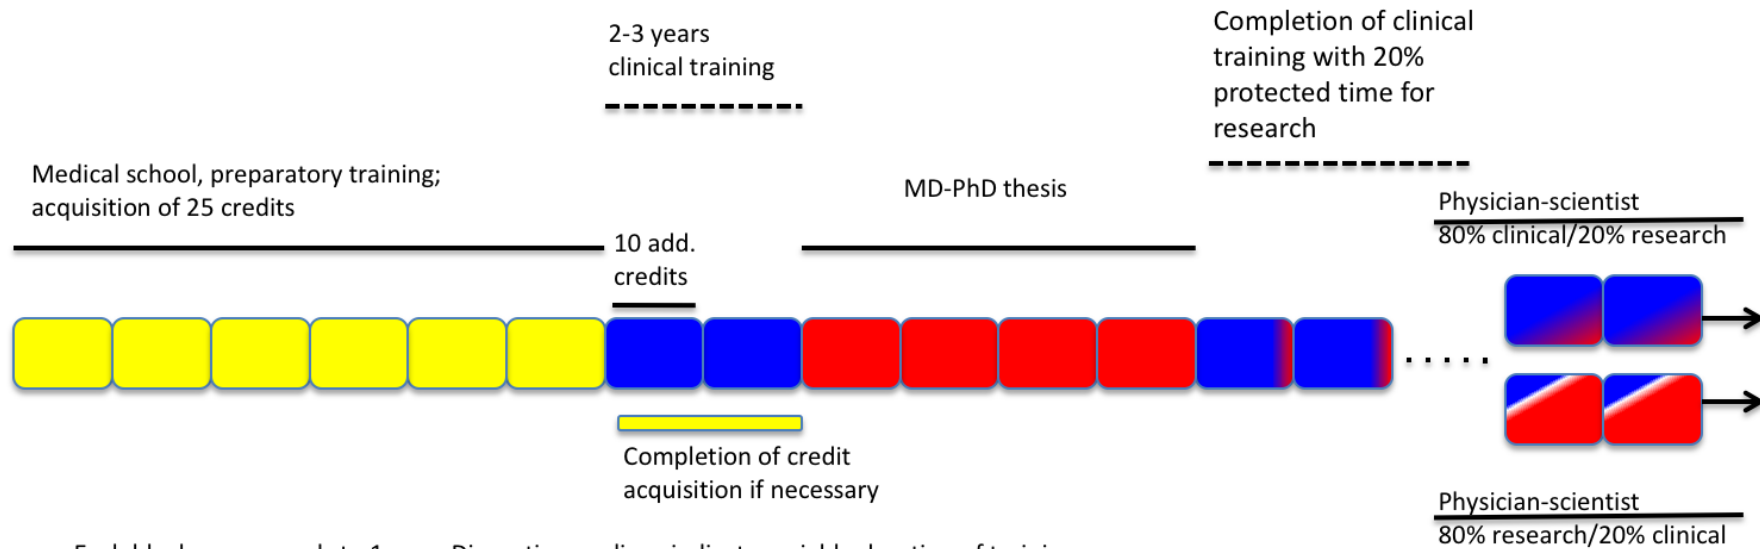 2-3 years
clinical training
Completion of clinical
training with 20%
protected time for
research
Medical school, preparatory training;
acquisition of 25 credits
MD-PhD thesis
Physician-scientist
80% clinical/20% research
10 add.
credits
.....
Completion of credit
acquisition if necessary
Physician-scientist
80% research/20% clinical